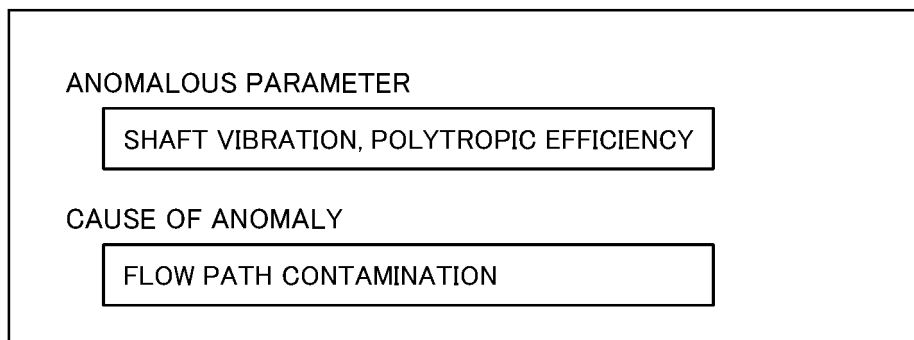 ANOMALOUS PARAMETER
SHAFT VIBRATION, POLYTROPIC EFFICIENCY
CAUSE OF ANOMALY
FLOW PATH CONTAMINATION